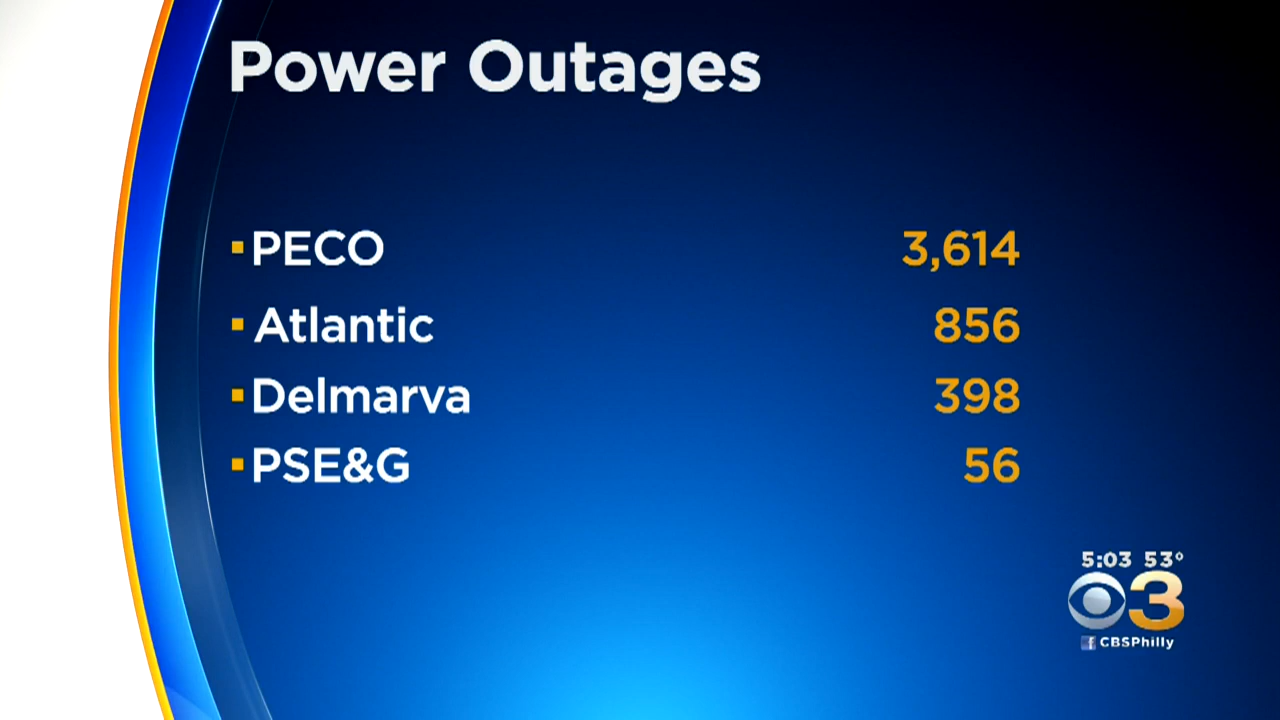 Power Outages
▪PECO 3,614
▪Atlantic 856
▪Delmarva 398
▪PSE&G 56
5:03 53°
3
f CBSPhilly